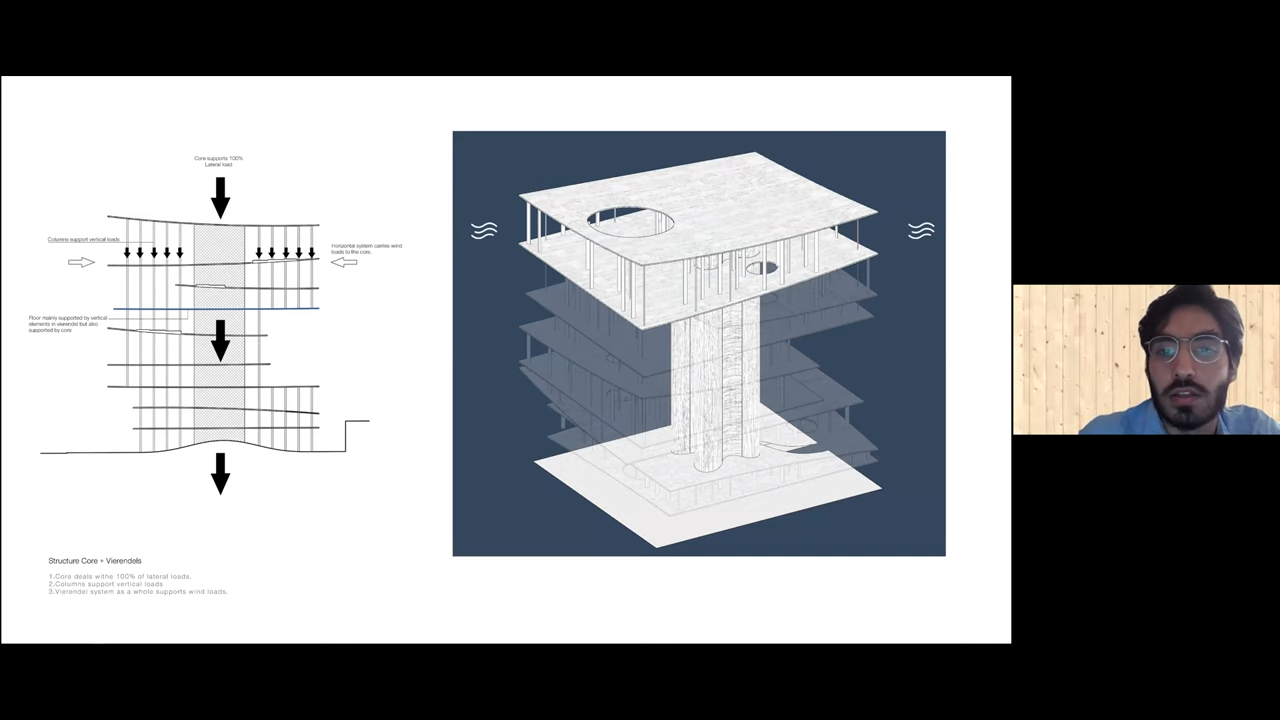 Core supports 100%
Lateral load
Columns support vertical loads
Horizontal system carries wind
loads to the core.
Floor mainly supported by vertical
elements in vierendel but also
supported by core
Structure Core + Vierendels
1.Core deals withe 100% of lateral loads.
2.Columns support vertical loads
3.Vierendel system as a whole supports wind loads.